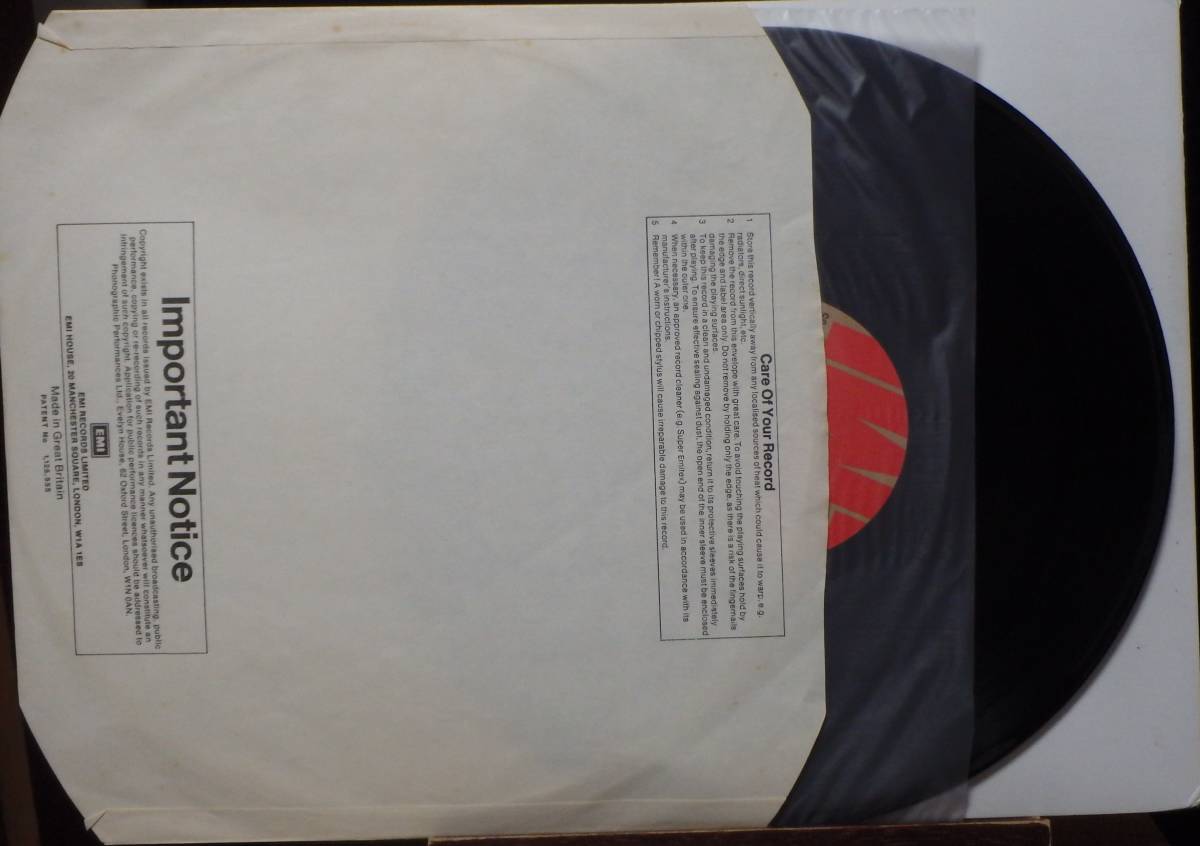 Care Of Your Record
1 Store this record vertically away from any localised sources of heat which could cause it to warp, e.g.
radiators, direct sunlight, etc.
2 Remove the record from this envelope with great care. To avoid touching the playing surfaces hold by
the edge and label area only. Do not remove by holding only the edge, as there is a risk of the fingernails
damaging the playing surfaces.
3 To keep this record in a clean and undamaged condition, return it to its protective sleeves immediately
after playing. To ensure effective sealing against dust, the open end of the inner sleeve must be enclosed
within the outer one.
4 When necessary, an approved record cleaner (e.g. Super Emitex) may be used in accordance with its
manufacturer's instructions.
5 Remember! A worn or chipped stylus will cause irreparable damage to this record.
Important Notice
Copyright exists in all records issued by EMI Records Limited. Any unauthorised broadcasting, public
performance, copying or re-recording of such records in any manner whatsoever will constitute an
infringement of such copyright. Application for public performance licences should be addressed to
Phonographic Performances Ltd., Evelyn House, 62 Oxford Street, London, W1N 0AN.
EMI
EMI RECORDS LIMITED
EMI HOUSE, 20 MANCHESTER SQUARE, LONDON, W1A 1ES
Made in Great Britain
PATENT No 1,125,555